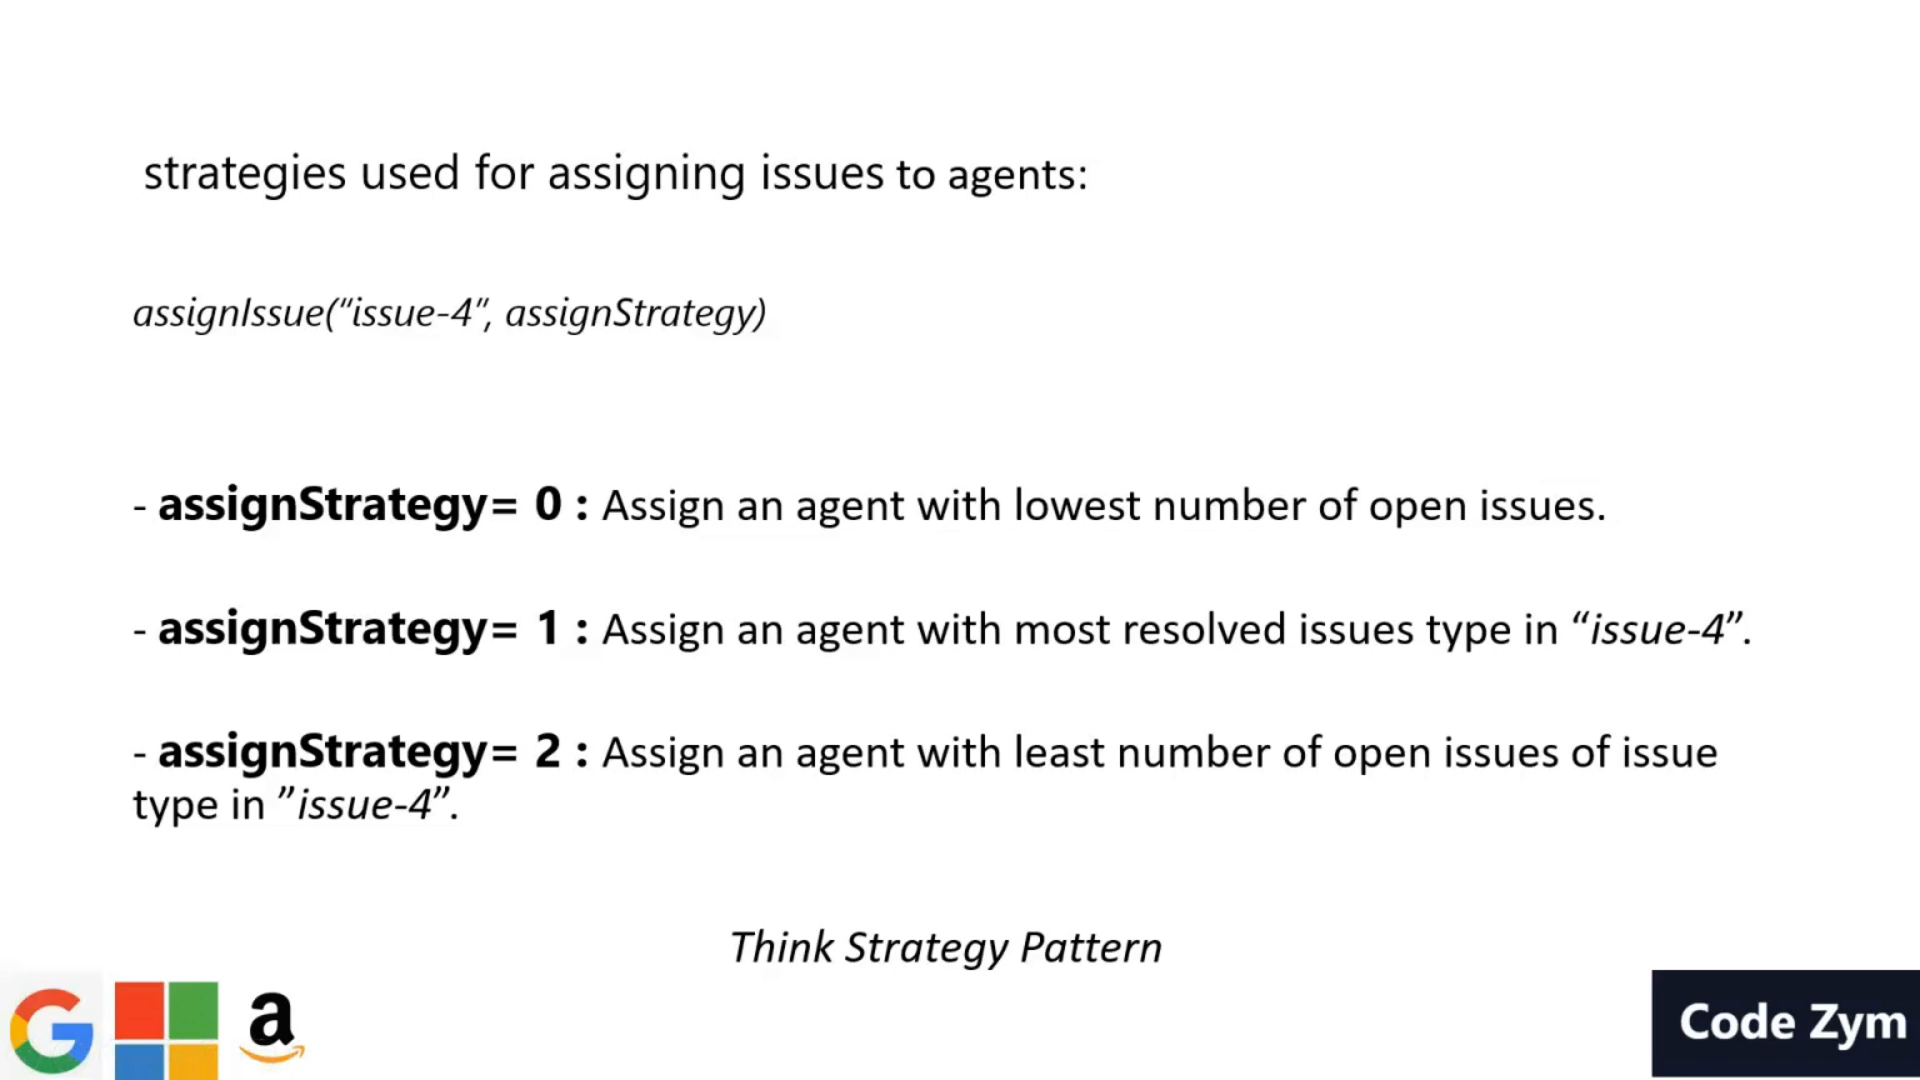 strategies used for assigning issues to agents:
assignIssue(“issue-4”, assignStrategy)
- assignStrategy= 0 : Assign an agent with lowest number of open issues.
- assignStrategy= 1 : Assign an agent with most resolved issues type in “issue-4”.
- assignStrategy= 2 : Assign an agent with least number of open issues of issue
type in ”issue-4”.
Think Strategy Pattern
Code Zym